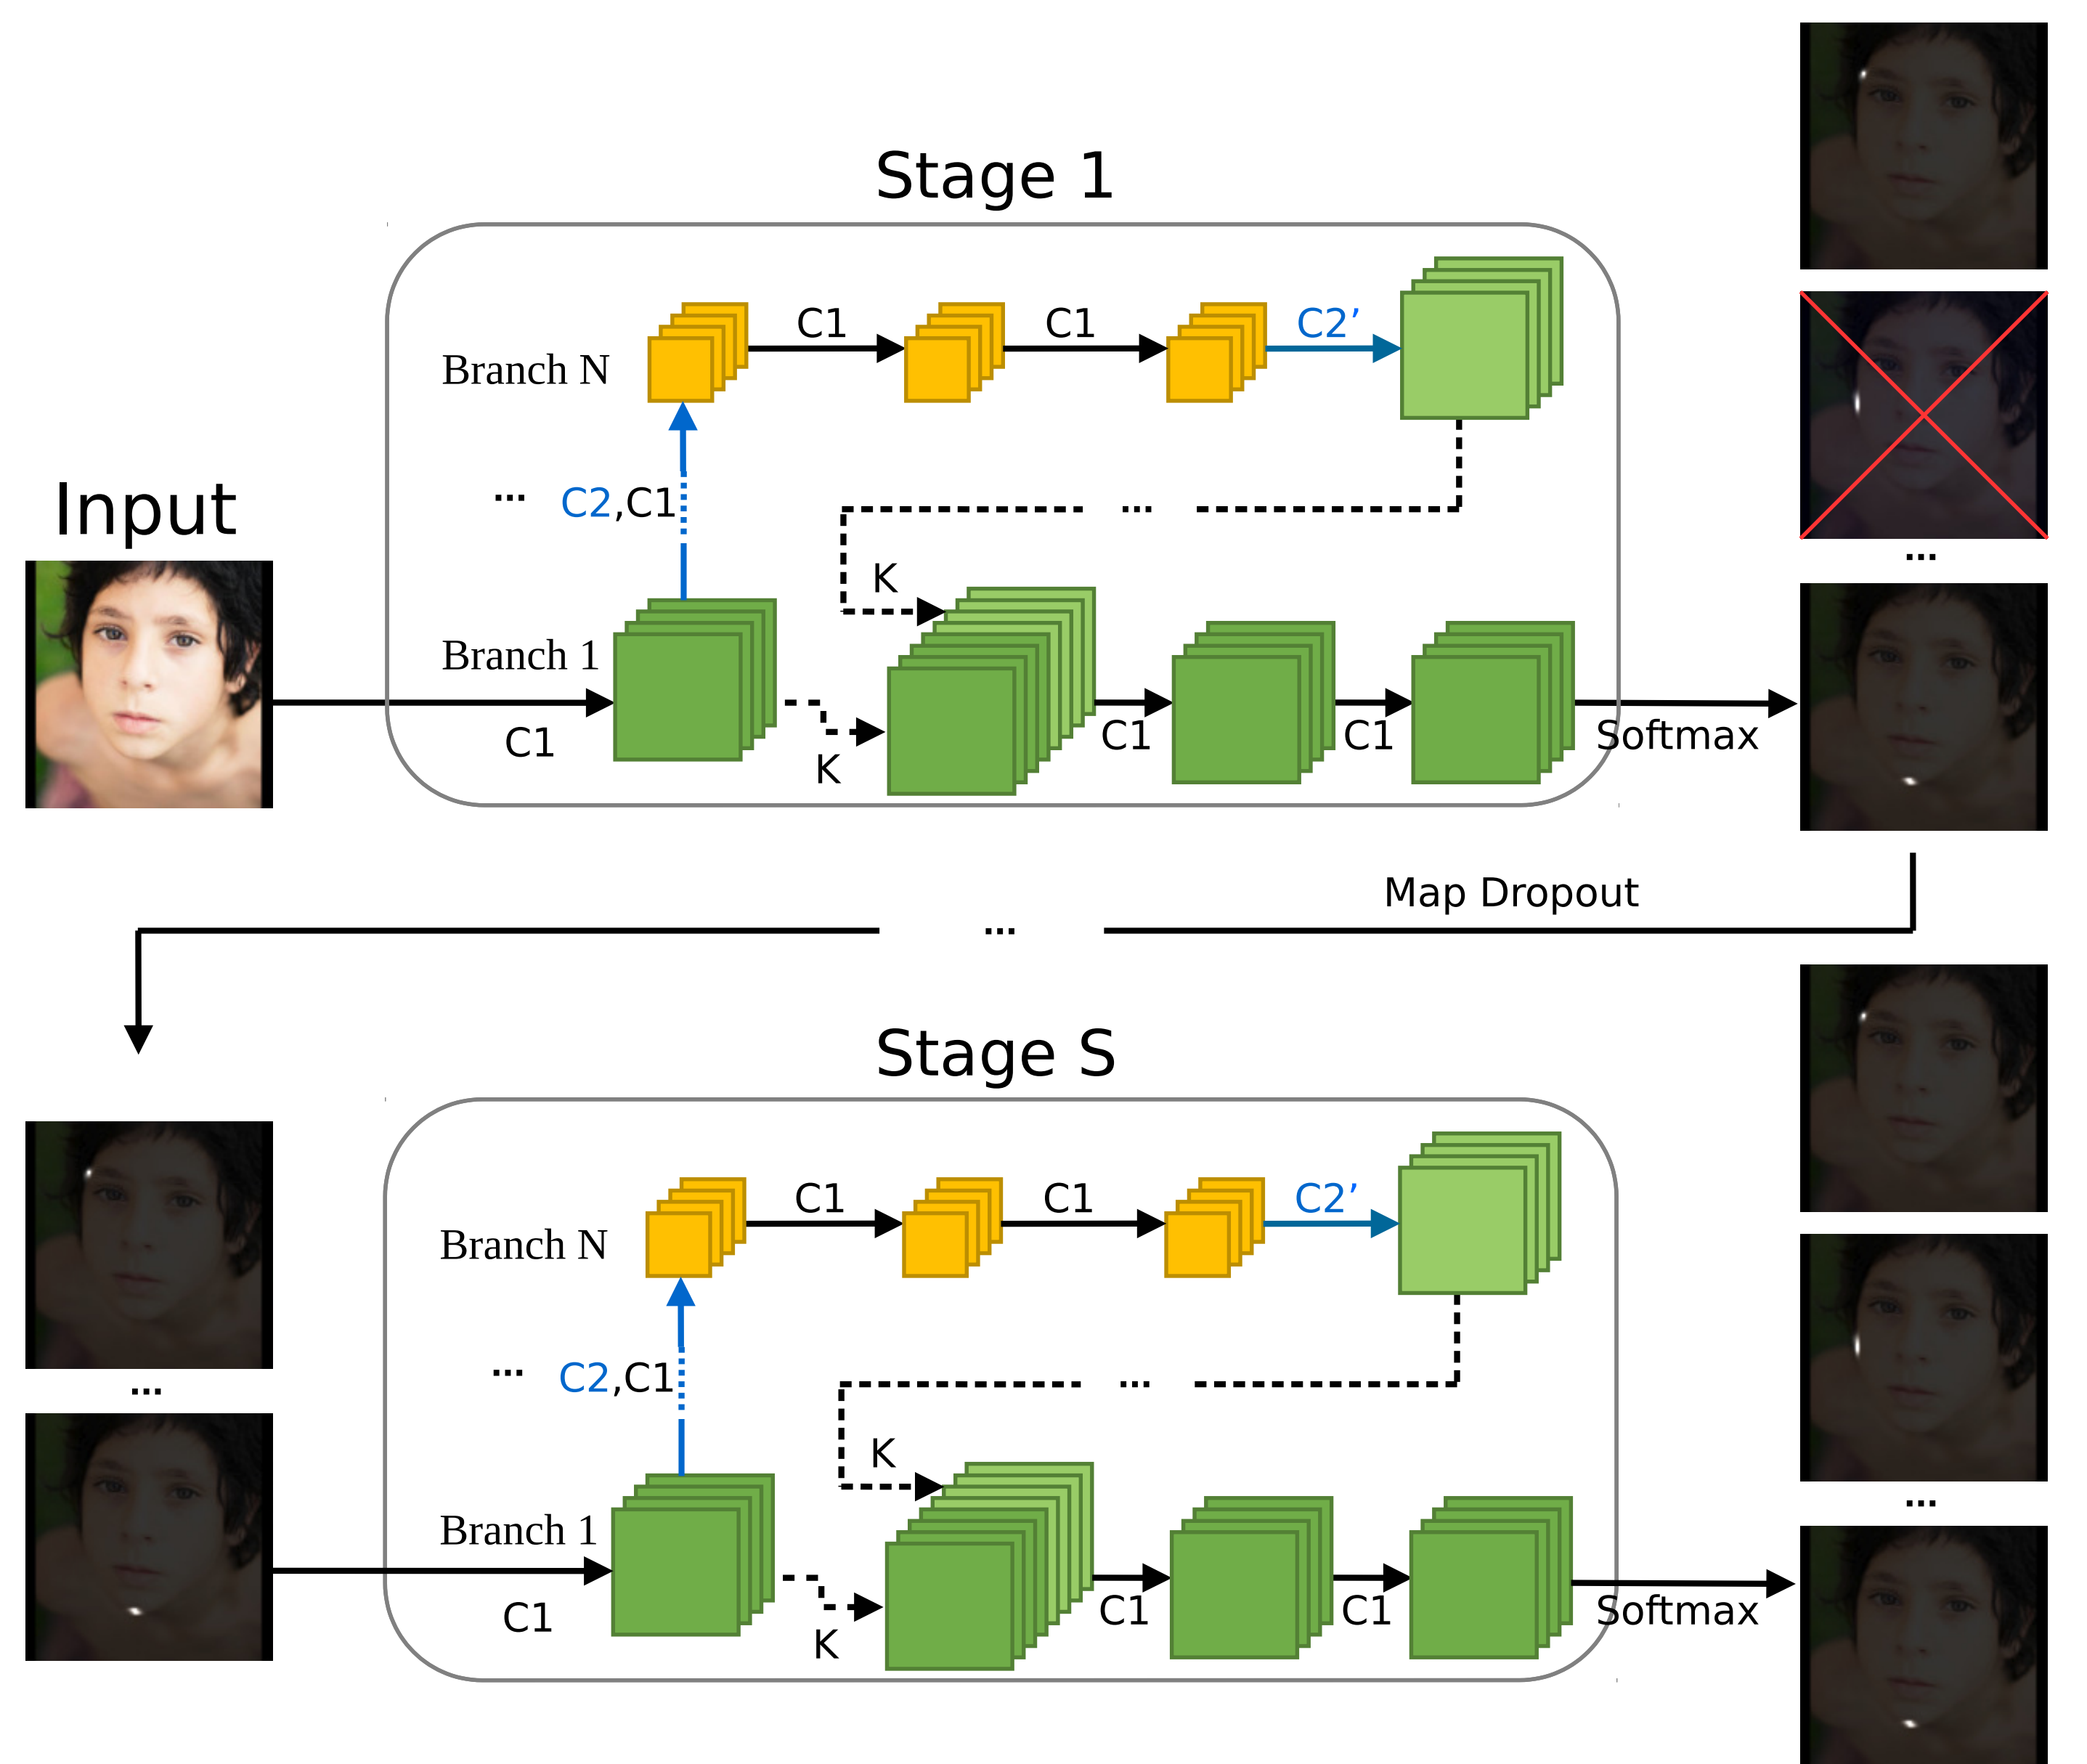 Stage 1
C1 C1 C2’
Branch N
Input
... C2,C1 ...
...
K
Branch 1
C1 C1 C1 Softmax
K
Map Dropout
...
Stage S
C1 C1 C2’
Branch N
... C2,C1 ...
...
K
Branch 1
...
C1 C1 C1 Softmax
K